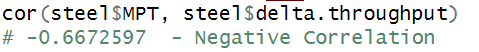 cor(steel$MPT, steel$delta.throughput)
# -0.6672597  - Negative Correlation